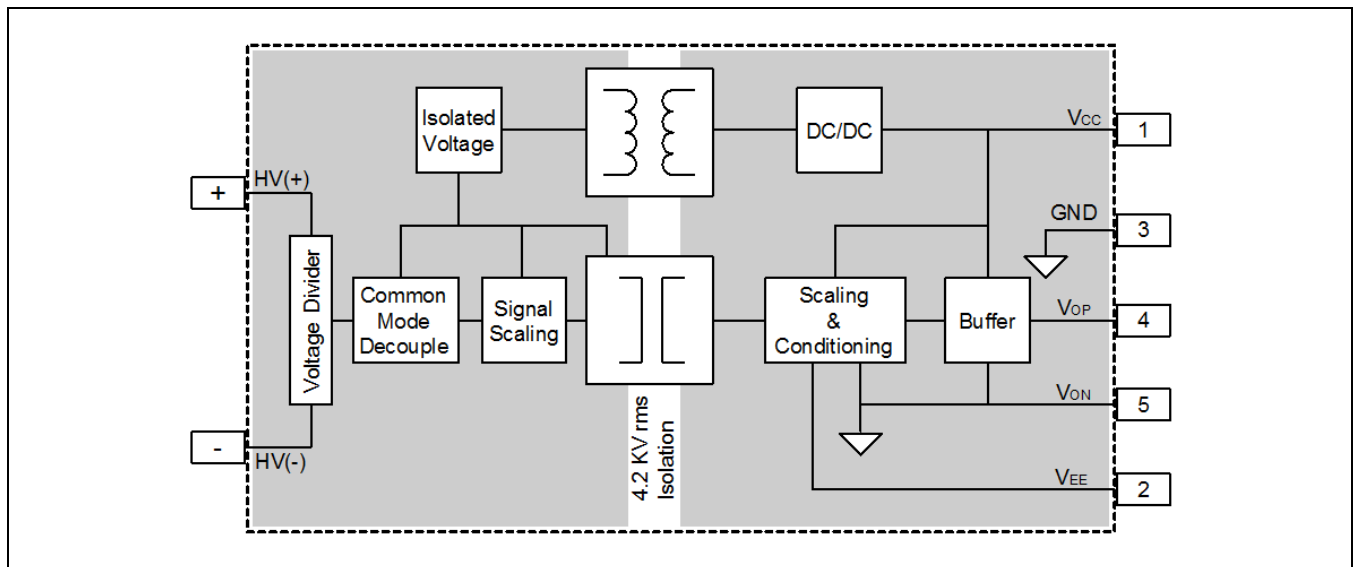 Isolated
Voltage
DC/DC
VCC
1
+
HV(+)
GND
3
Voltage Divider
Common
Mode
Decouple
Signal
Scaling
Scaling
&
Conditioning
Buffer
VOP
4
VON
5
-
HV(-)
4.2 KV rms
Isolation
VEE
2